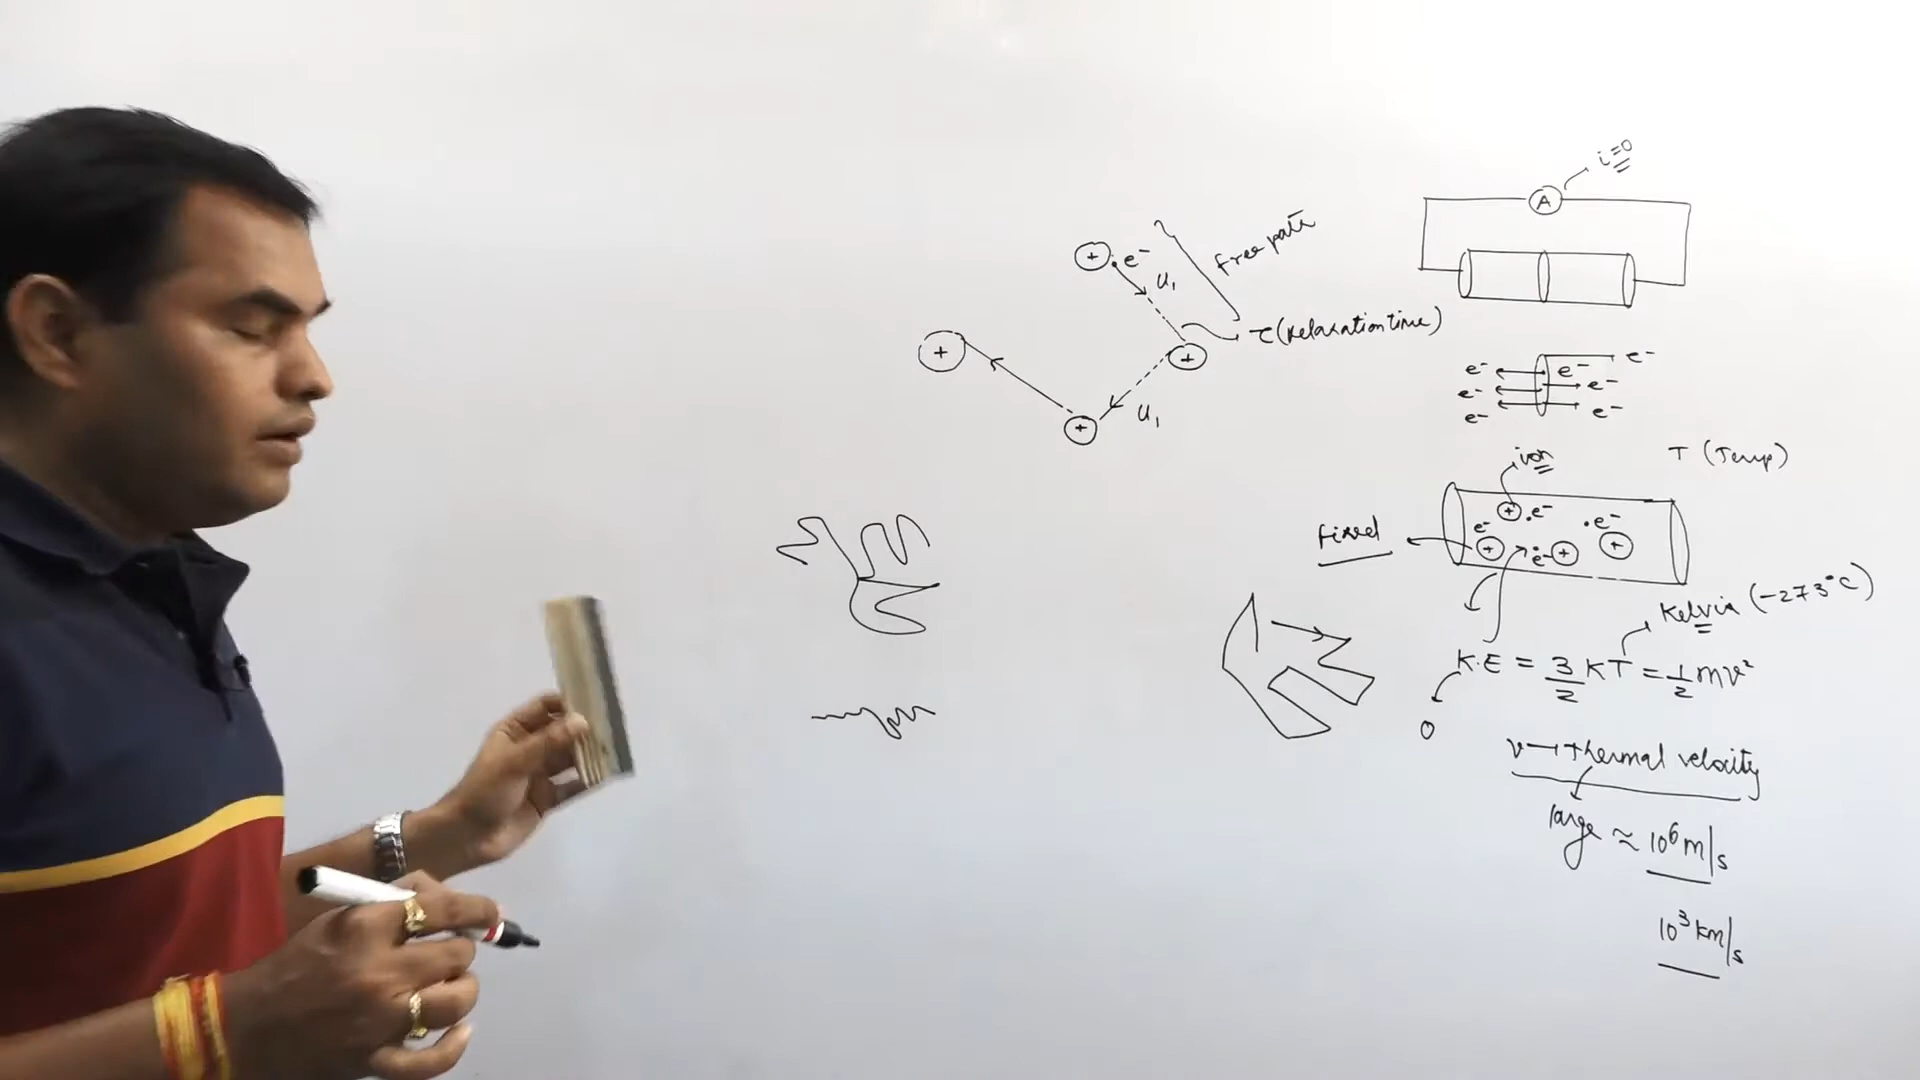 i=0
A
+ e⁻
u₁
free path
τ (Relaxation time)
+
+
u₁
+
e⁻
e⁻ e⁻
e⁻ e⁻
e⁻ e⁻
T (Temp)
ion
+ e⁻
e⁻ e⁻
fixed
+ e⁻ + +
Kelvin (-273°C)
K.E = 3/2 KT = 1/2 mv²
0
v → thermal velocity
large ≈ 10⁶ m/s
10³ km/s